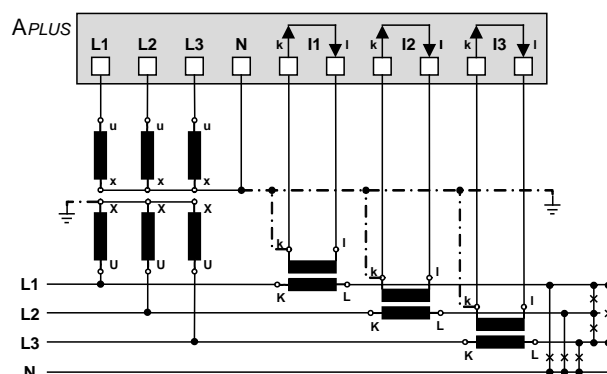 APLUS
L1 L2 L3 N k I1 l k I2 l k I3 l
u u u
x x x
X X X
k l
U U U
k l
L1
K L
k l
L2
K L
L3
K L
N